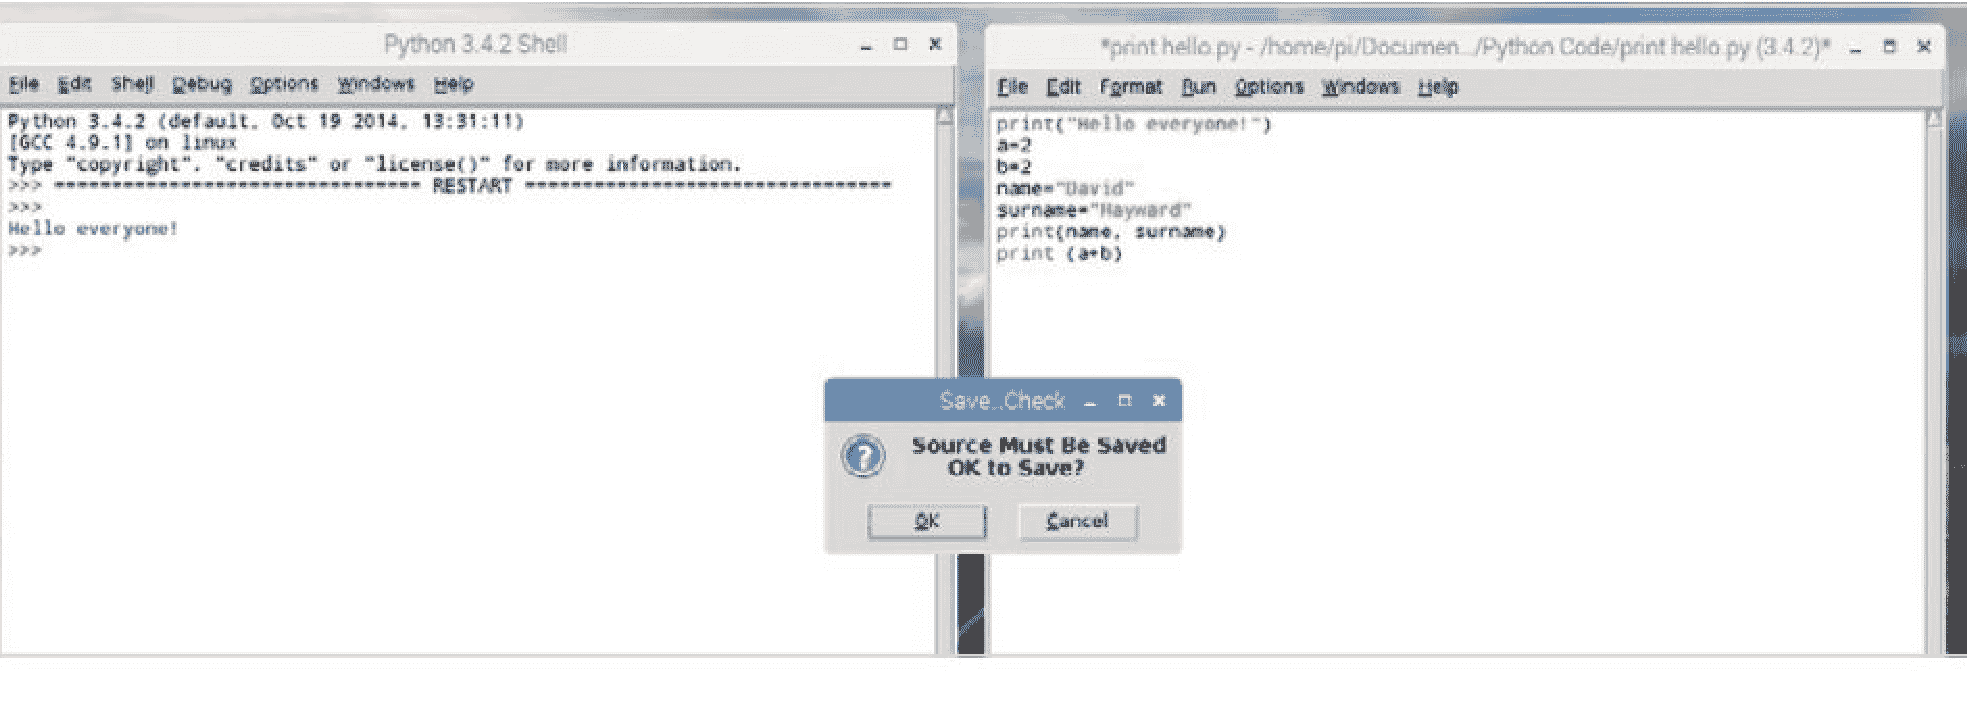 Python 3.4.2 Shell
File Edit Shell Debug Options Windows Help
Python 3.4.2 (default, Oct 19 2014, 13:31:11)
[GCC 4.9.1] on linux
Type "copyright", "credits" or "license()" for more information.
>>> ================================ RESTART ================================
>>>
Hello everyone!
>>>
*print hello.py - /home/pi/Documen.../Python Code/print hello.py (3.4.2)*
File Edit Format Run Options Windows Help
print("Hello everyone!")
a=2
b=2
name="David"
surname="Hayward"
print(name, surname)
print (a+b)
Save...Check
Source Must Be Saved
OK to Save?
OK Cancel